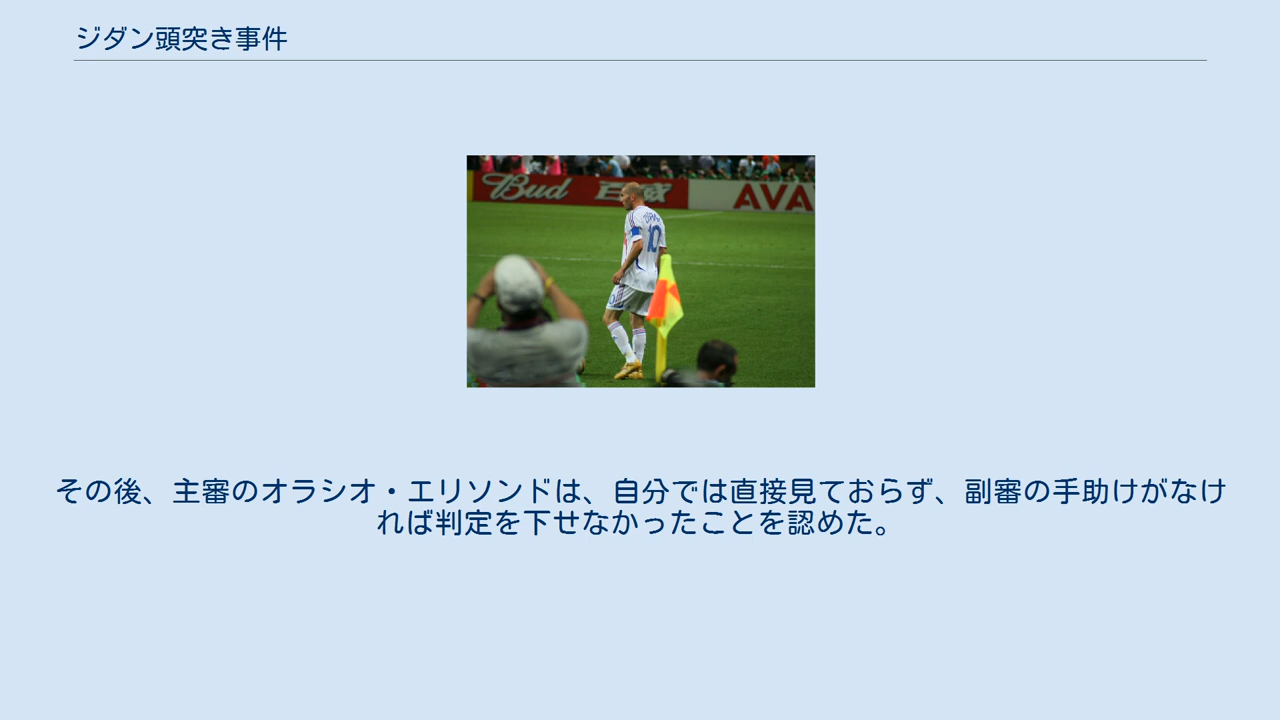 ジダン頭突き事件
Bud
百威
AVA
ZIDANE
10
その後、主審のオラシオ・エリソンドは、自分では直接見ておらず、副審の手助けがなけ
れば判定を下せなかったことを認めた。